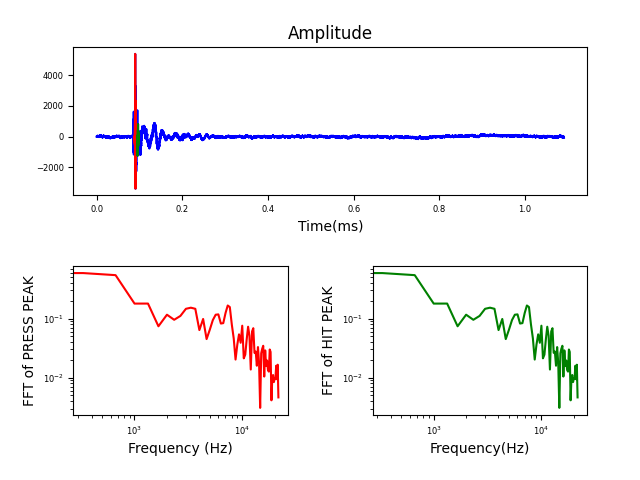 Amplitude
4000
2000
0
−2000
0.0 0.2 0.4 0.6 0.8 1.0
Time(ms)
FFT of PRESS PEAK
10⁻¹
10⁻²
10³ 10⁴
Frequency (Hz)
FFT of HIT PEAK
10⁻¹
10⁻²
10³ 10⁴
Frequency(Hz)